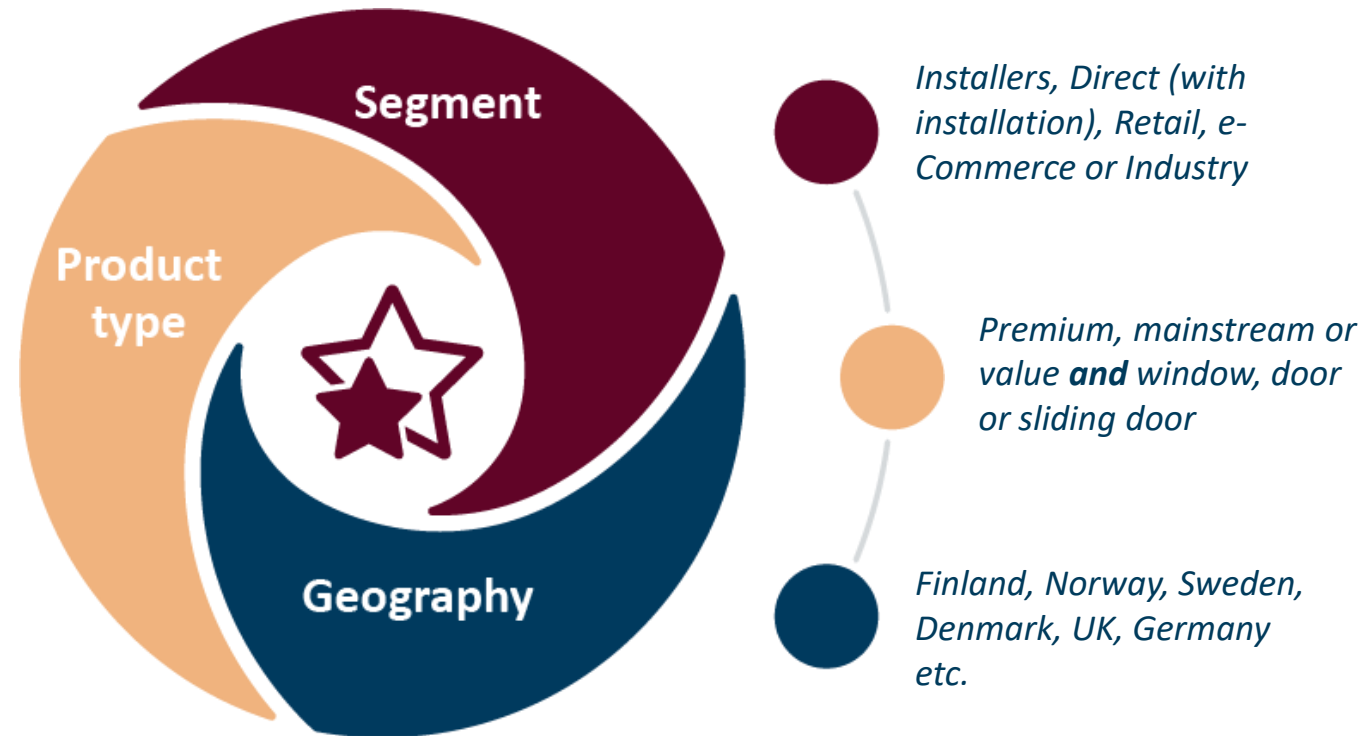 Segment
Product
type
Geography
Installers, Direct (with
installation), Retail, e-
Commerce or Industry
Premium, mainstream or
value and window, door
or sliding door
Finland, Norway, Sweden,
Denmark, UK, Germany
etc.